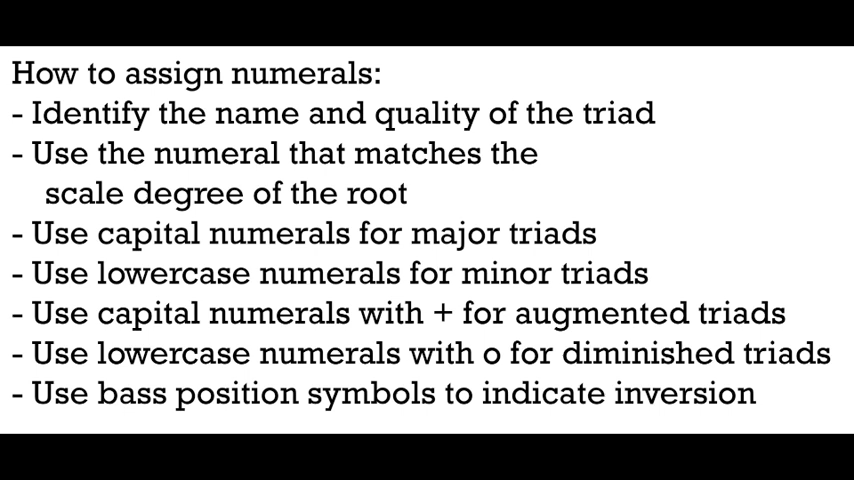 How to assign numerals:
- Identify the name and quality of the triad
- Use the numeral that matches the
scale degree of the root
- Use capital numerals for major triads
- Use lowercase numerals for minor triads
- Use capital numerals with + for augmented triads
- Use lowercase numerals with o for diminished triads
- Use bass position symbols to indicate inversion